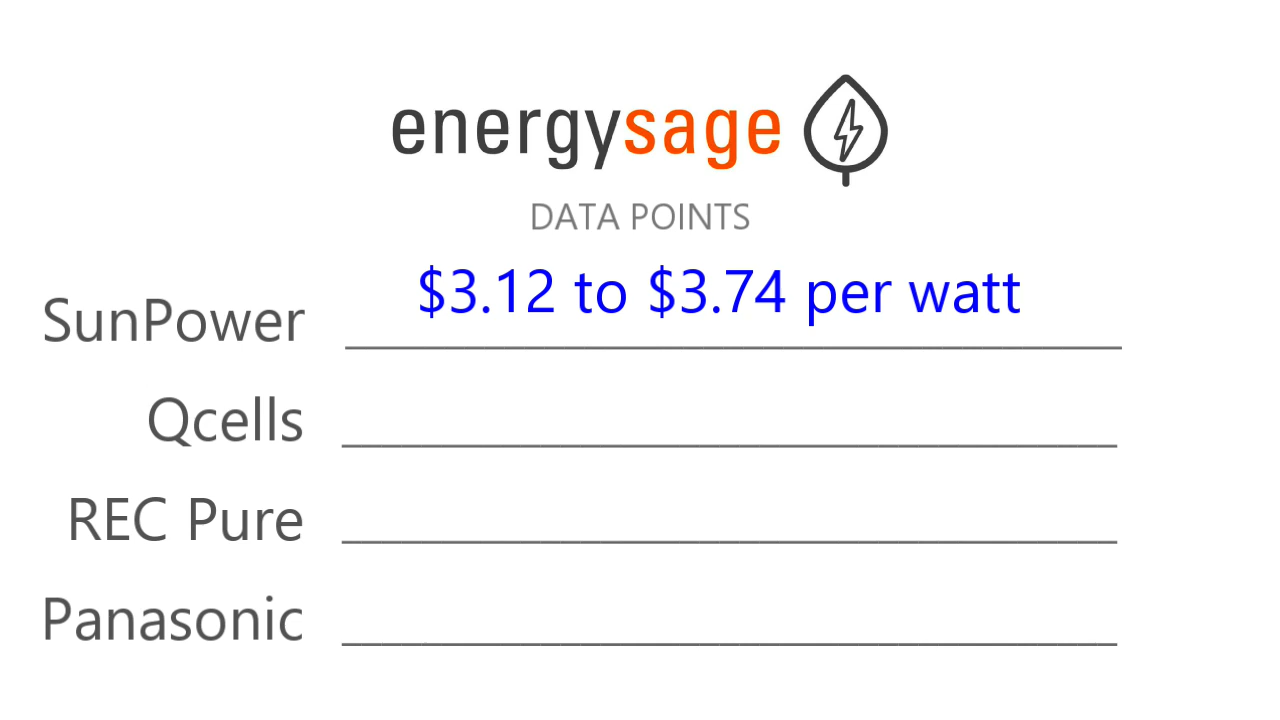 energysage
DATA POINTS
SunPower $3.12 to $3.74 per watt
Qcells
REC Pure
Panasonic